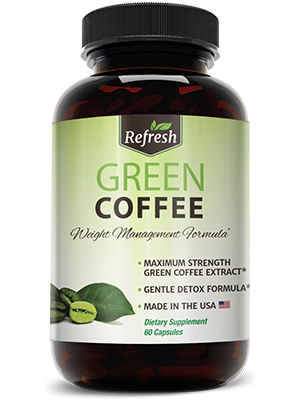 Refresh
GREEN
COFFEE
Weight Management Formula*
• MAXIMUM STRENGTH
GREEN COFFEE EXTRACT*
• GENTLE DETOX FORMULA*
• MADE IN THE USA
Dietary Supplement
60 Capsules